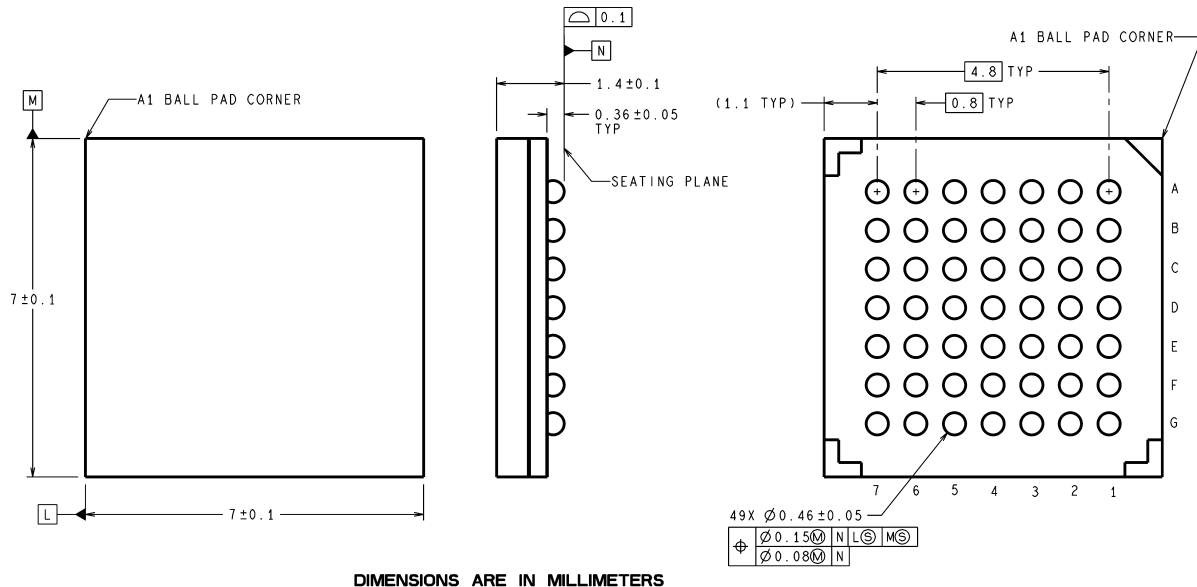 ⌓ 0.1
N
A1 BALL PAD CORNER
4.8 TYP
1.4±0.1
M
A1 BALL PAD CORNER
(1.1 TYP)
0.8 TYP
0.36±0.05
TYP
SEATING PLANE
A
B
C
D
E
F
G
7±0.1
7 6 5 4 3 2 1
L
7±0.1
49X Ø0.46±0.05
⌖ Ø0.15Ⓜ N LⓈ MⓈ
Ø0.08Ⓜ N
DIMENSIONS ARE IN MILLIMETERS